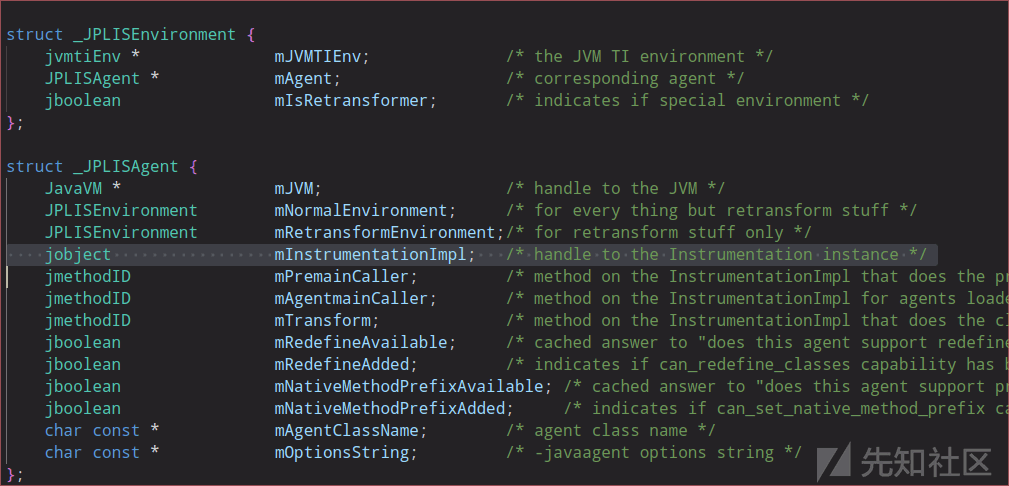 struct _JPLISEnvironment {
jvmtiEnv * mJVMTIEnv; /* the JVM TI environment */
JPLISAgent * mAgent; /* corresponding agent */
jboolean mIsRetransformer; /* indicates if special environment */
};
struct _JPLISAgent {
JavaVM * mJVM; /* handle to the JVM */
JPLISEnvironment mNormalEnvironment; /* for every thing but retransform stuff */
JPLISEnvironment mRetransformEnvironment;/* for retransform stuff only */
jobject mInstrumentationImpl; /* handle to the Instrumentation instance */
jmethodID mPremainCaller; /* method on the InstrumentationImpl that does the pr
jmethodID mAgentmainCaller; /* method on the InstrumentationImpl for agents loade
jmethodID mTransform; /* method on the InstrumentationImpl that does the cl
jboolean mRedefineAvailable; /* cached answer to "does this agent support redefine
jboolean mRedefineAdded; /* indicates if can_redefine_classes capability has b
jboolean mNativeMethodPrefixAvailable; /* cached answer to "does this agent support pr
jboolean mNativeMethodPrefixAdded; /* indicates if can_set_native_method_prefix ca
char const * mAgentClassName; /* agent class name */
char const * mOptionsString; /* -javaagent options string */
};
先知社区